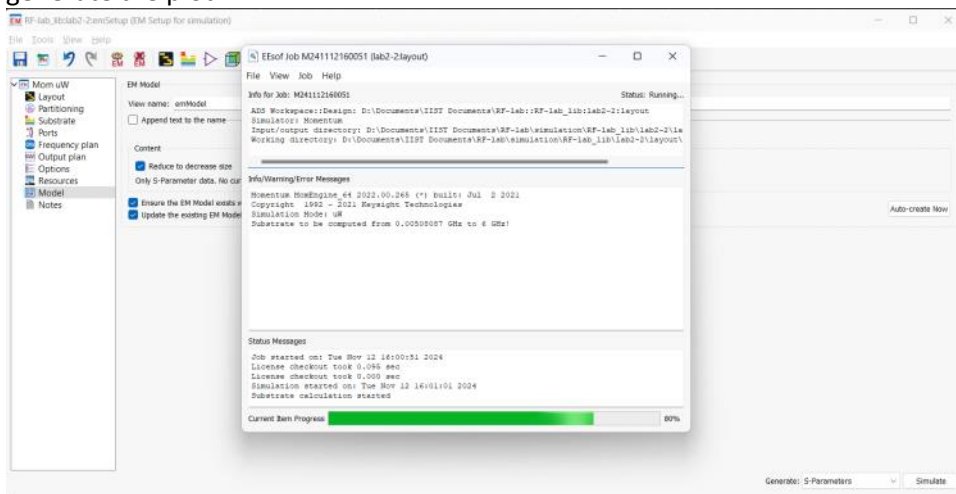 generate the plot
RF-lab_lib:lab2-2:emSetup (EM Setup for simulation)
File Tools View Help
EM
EM
Mom uW
Layout
Partitioning
Substrate
Ports
Frequency plan
Output plan
Options
Resources
Model
Notes
EM Model
View name: emModel
Append text to the name
Content
Reduce to decrease size
Only S-Parameter data. No cur
Ensure the EM Model exists
Update the existing EM Model
Auto-create Now
Generate: S-Parameters
Simulate
EEsof Job M241112160051 (lab2-2:layout)
File View Job Help
Info for Job: M241112160051
Status: Running...
ADS Workspace::Design: D:\Documents\IIST Documents\RF-lab::RF-lab_lib:lab2-2:layout
Simulator: Momentum
Input/output directory: D:\Documents\IIST Documents\RF-lab\simulation\RF-lab_lib\lab2-2\la
Working directory: D:\Documents\IIST Documents\RF-lab\simulation\RF-lab_lib\lab2-2\layout\
Info/Warning/Error Messages
Momentum MomEngine_64 2022.00.265 (*) built: Jul 2 2021
Copyright 1992 - 2021 Keysight Technologies
Simulation Mode: uW
Substrate to be computed from 0.00508087 GHz to 6 GHz!
Status Messages
Job started on: Tue Nov 12 16:00:51 2024
License checkout took 0.095 sec
License checkout took 0.000 sec
Simulation started on: Tue Nov 12 16:01:01 2024
Substrate calculation started
Current Item Progress
80%